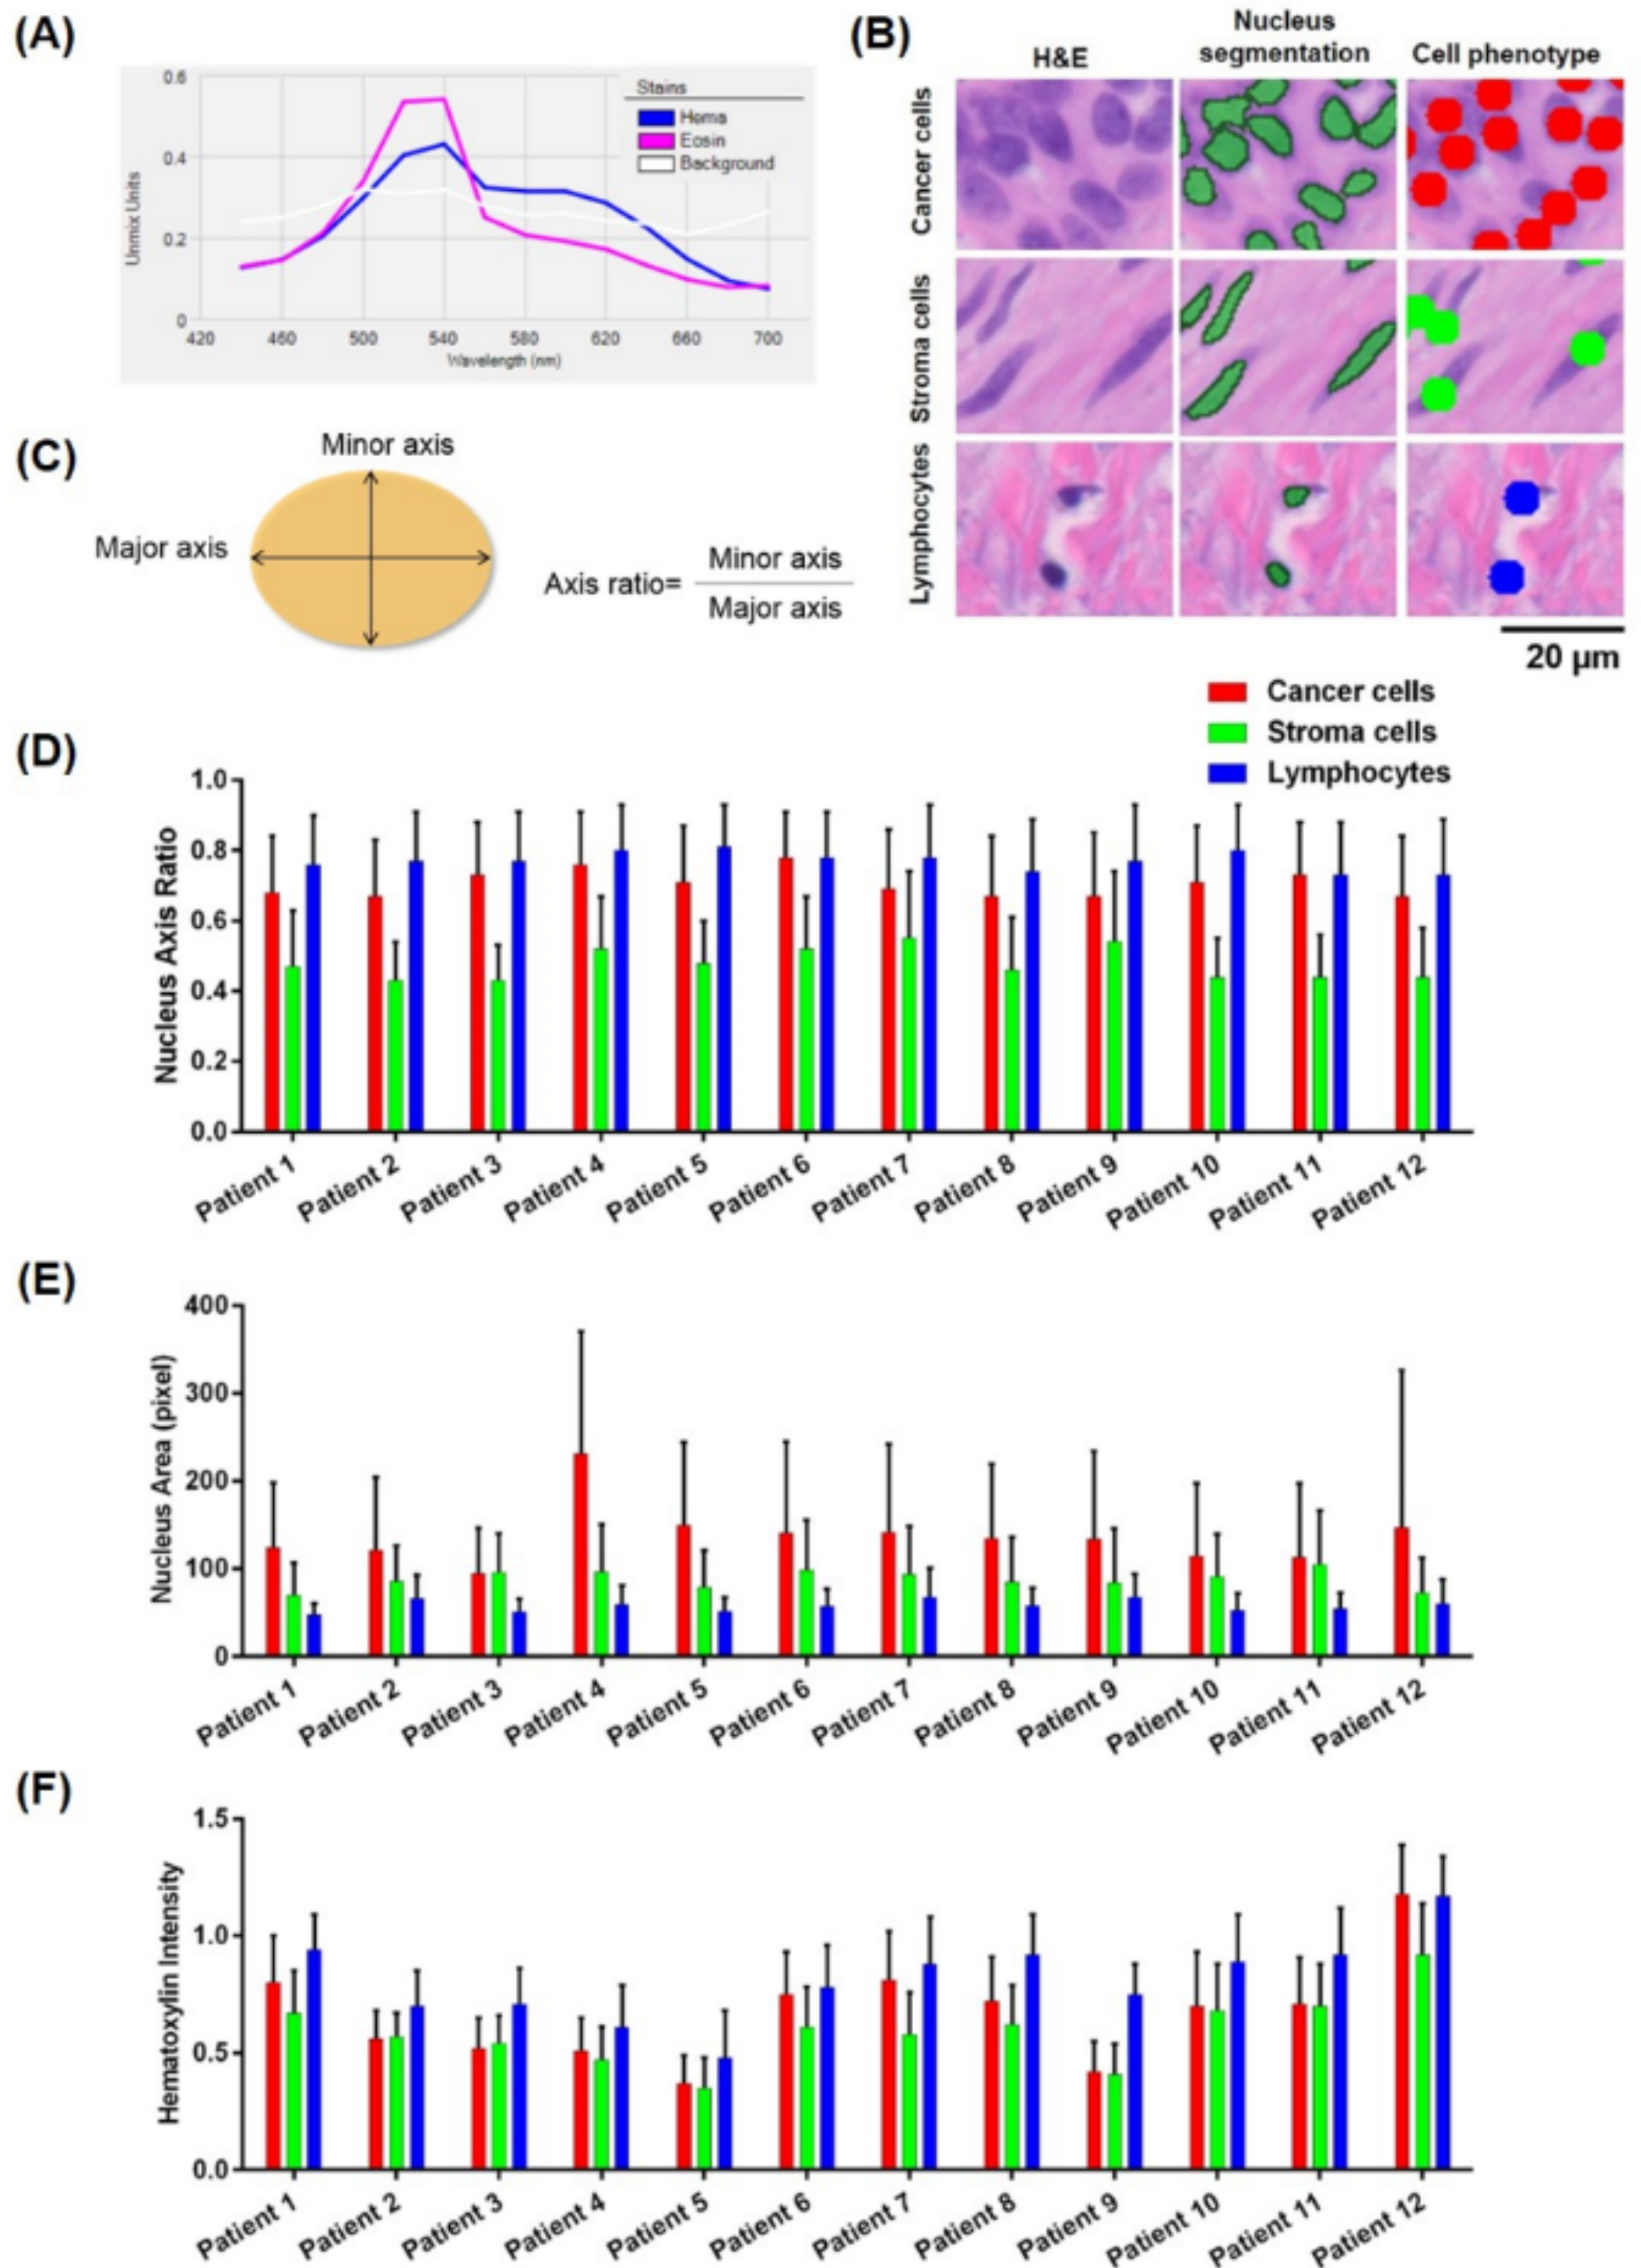 (A)
0.6
0.4
0.2
0
Unmix Units
420 460 500 540 580 620 660 700
Wavelength (nm)
Stains
Hema
Eosin
Background
(B)
H&E
Nucleus
segmentation
Cell phenotype
Cancer cells
Stroma cells
Lymphocytes
20 µm
(C)
Minor axis
Major axis
Axis ratio=
Minor axis
Major axis
Cancer cells
Stroma cells
Lymphocytes
(D)
Nucleus Axis Ratio
1.0
0.8
0.6
0.4
0.2
0.0
Patient 1
Patient 2
Patient 3
Patient 4
Patient 5
Patient 6
Patient 7
Patient 8
Patient 9
Patient 10
Patient 11
Patient 12
(E)
Nucleus Area (pixel)
400
300
200
100
0
Patient 1
Patient 2
Patient 3
Patient 4
Patient 5
Patient 6
Patient 7
Patient 8
Patient 9
Patient 10
Patient 11
Patient 12
(F)
Hematoxylin Intensity
1.5
1.0
0.5
0.0
Patient 1
Patient 2
Patient 3
Patient 4
Patient 5
Patient 6
Patient 7
Patient 8
Patient 9
Patient 10
Patient 11
Patient 12